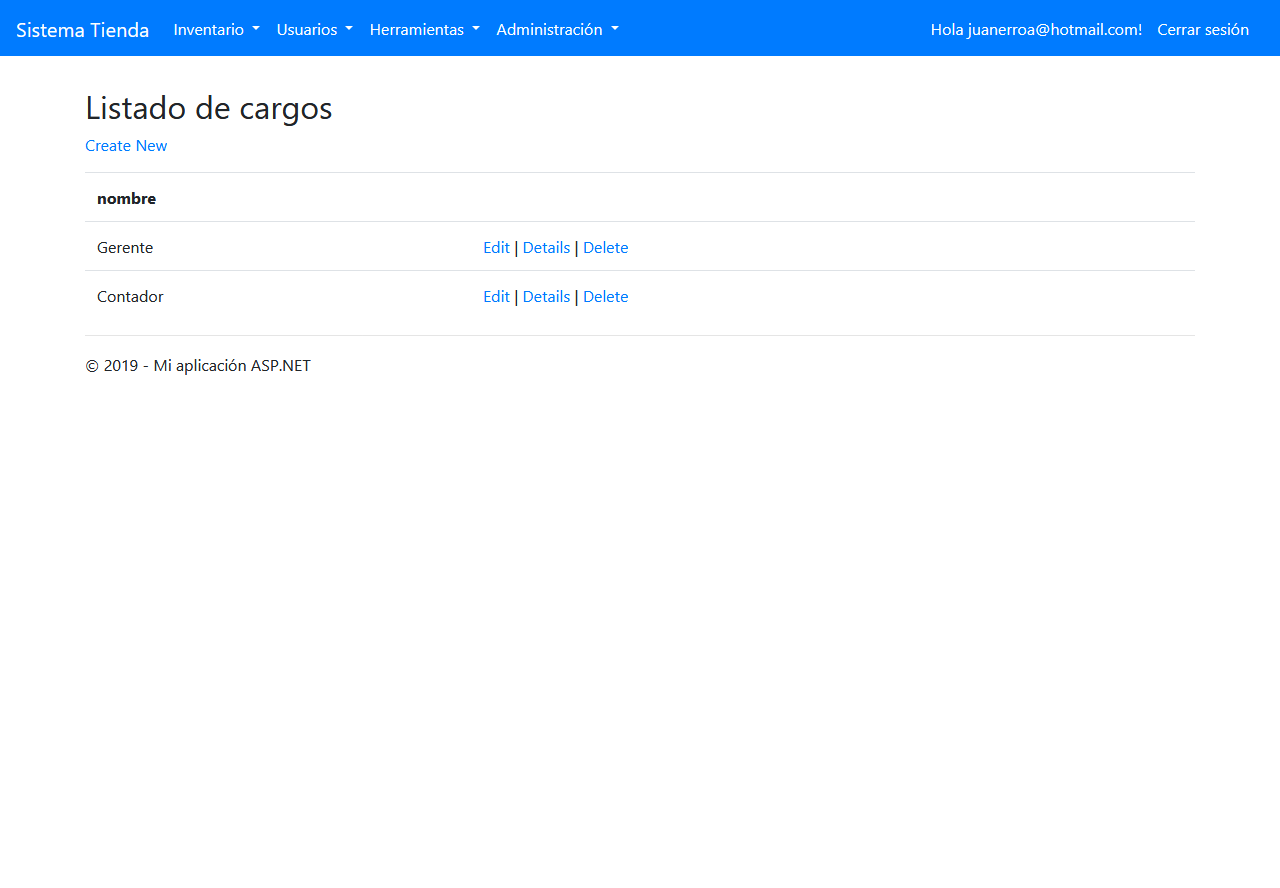 Sistema Tienda Inventario Usuarios Herramientas Administración Hola juanerroa@hotmail.com! Cerrar sesión
Listado de cargos
Create New
nombre
Gerente Edit | Details | Delete
Contador Edit | Details | Delete
© 2019 - Mi aplicación ASP.NET